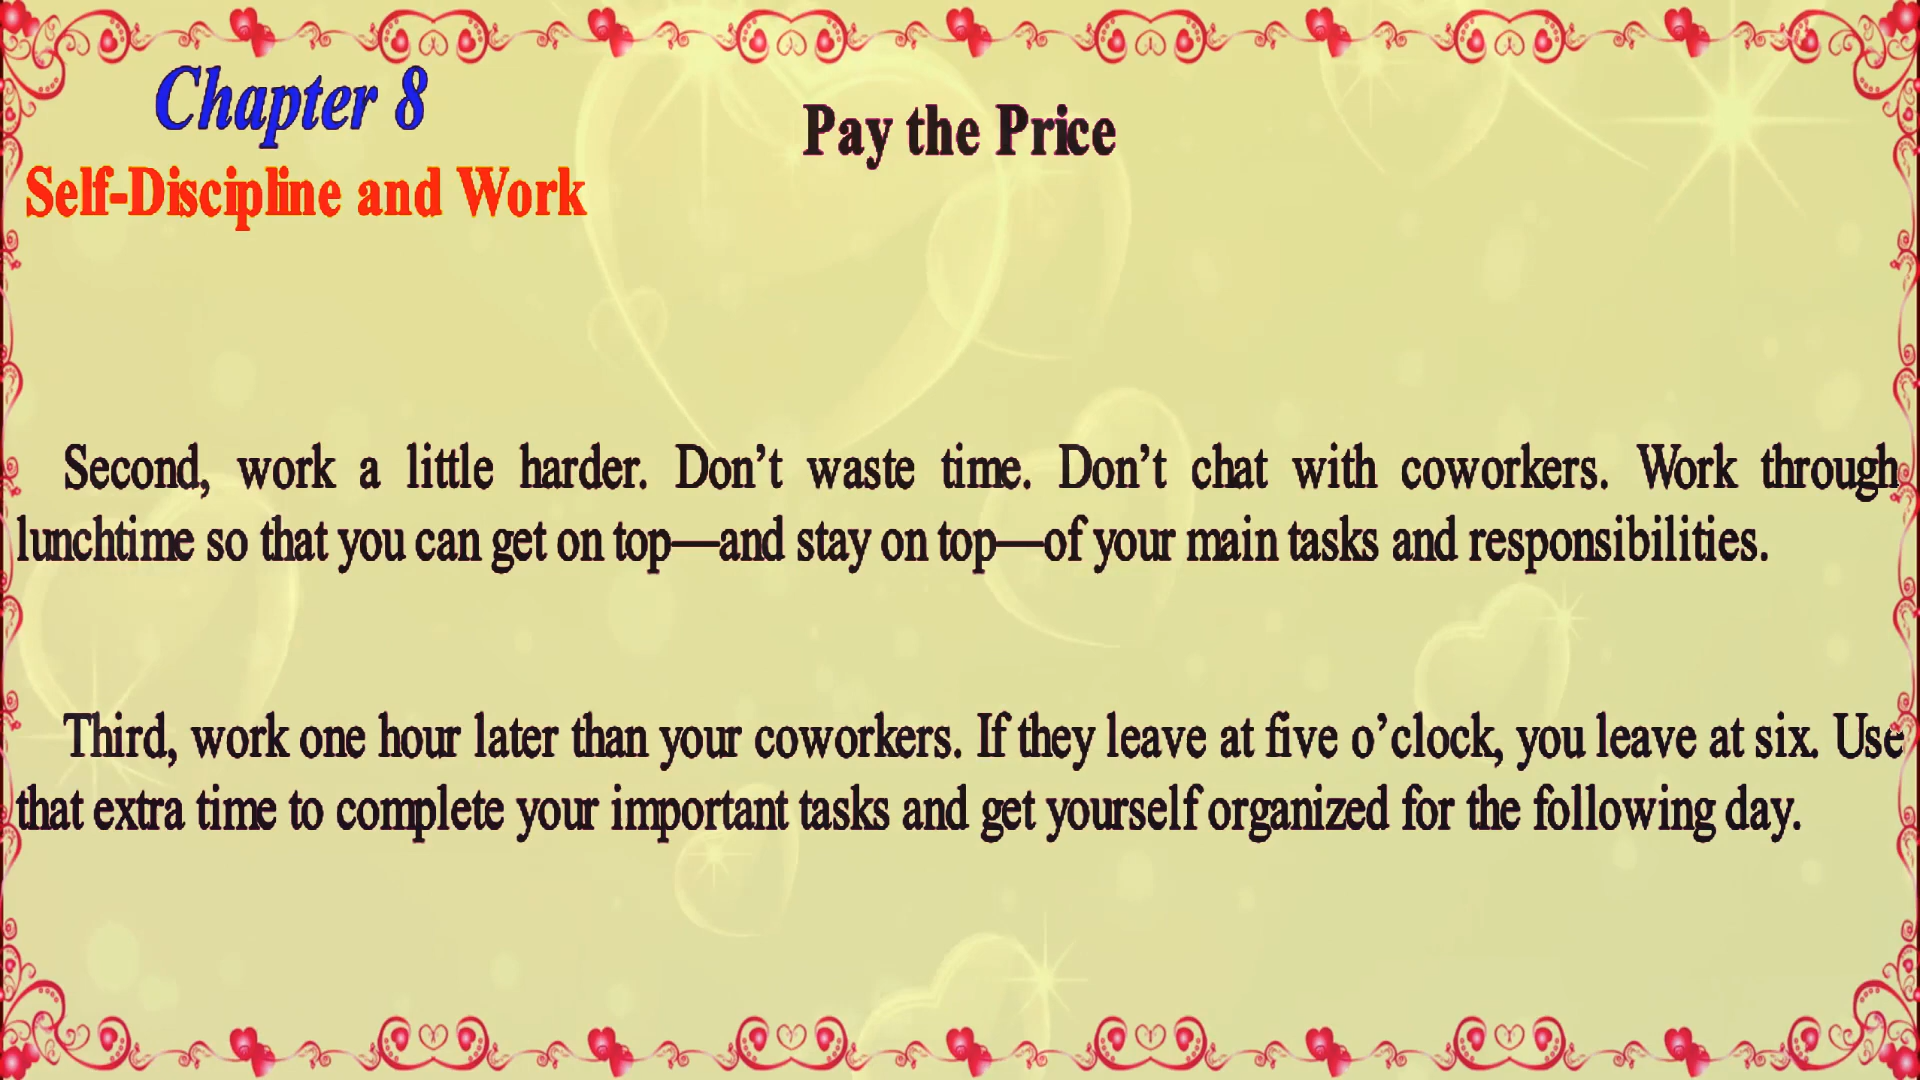 Chapter 8
Pay the Price
Self-Discipline and Work
Second, work a little harder. Don’t waste time. Don’t chat with coworkers. Work through
lunchtime so that you can get on top—and stay on top—of your main tasks and responsibilities.
Third, work one hour later than your coworkers. If they leave at five o’clock, you leave at six. Use
that extra time to complete your important tasks and get yourself organized for the following day.